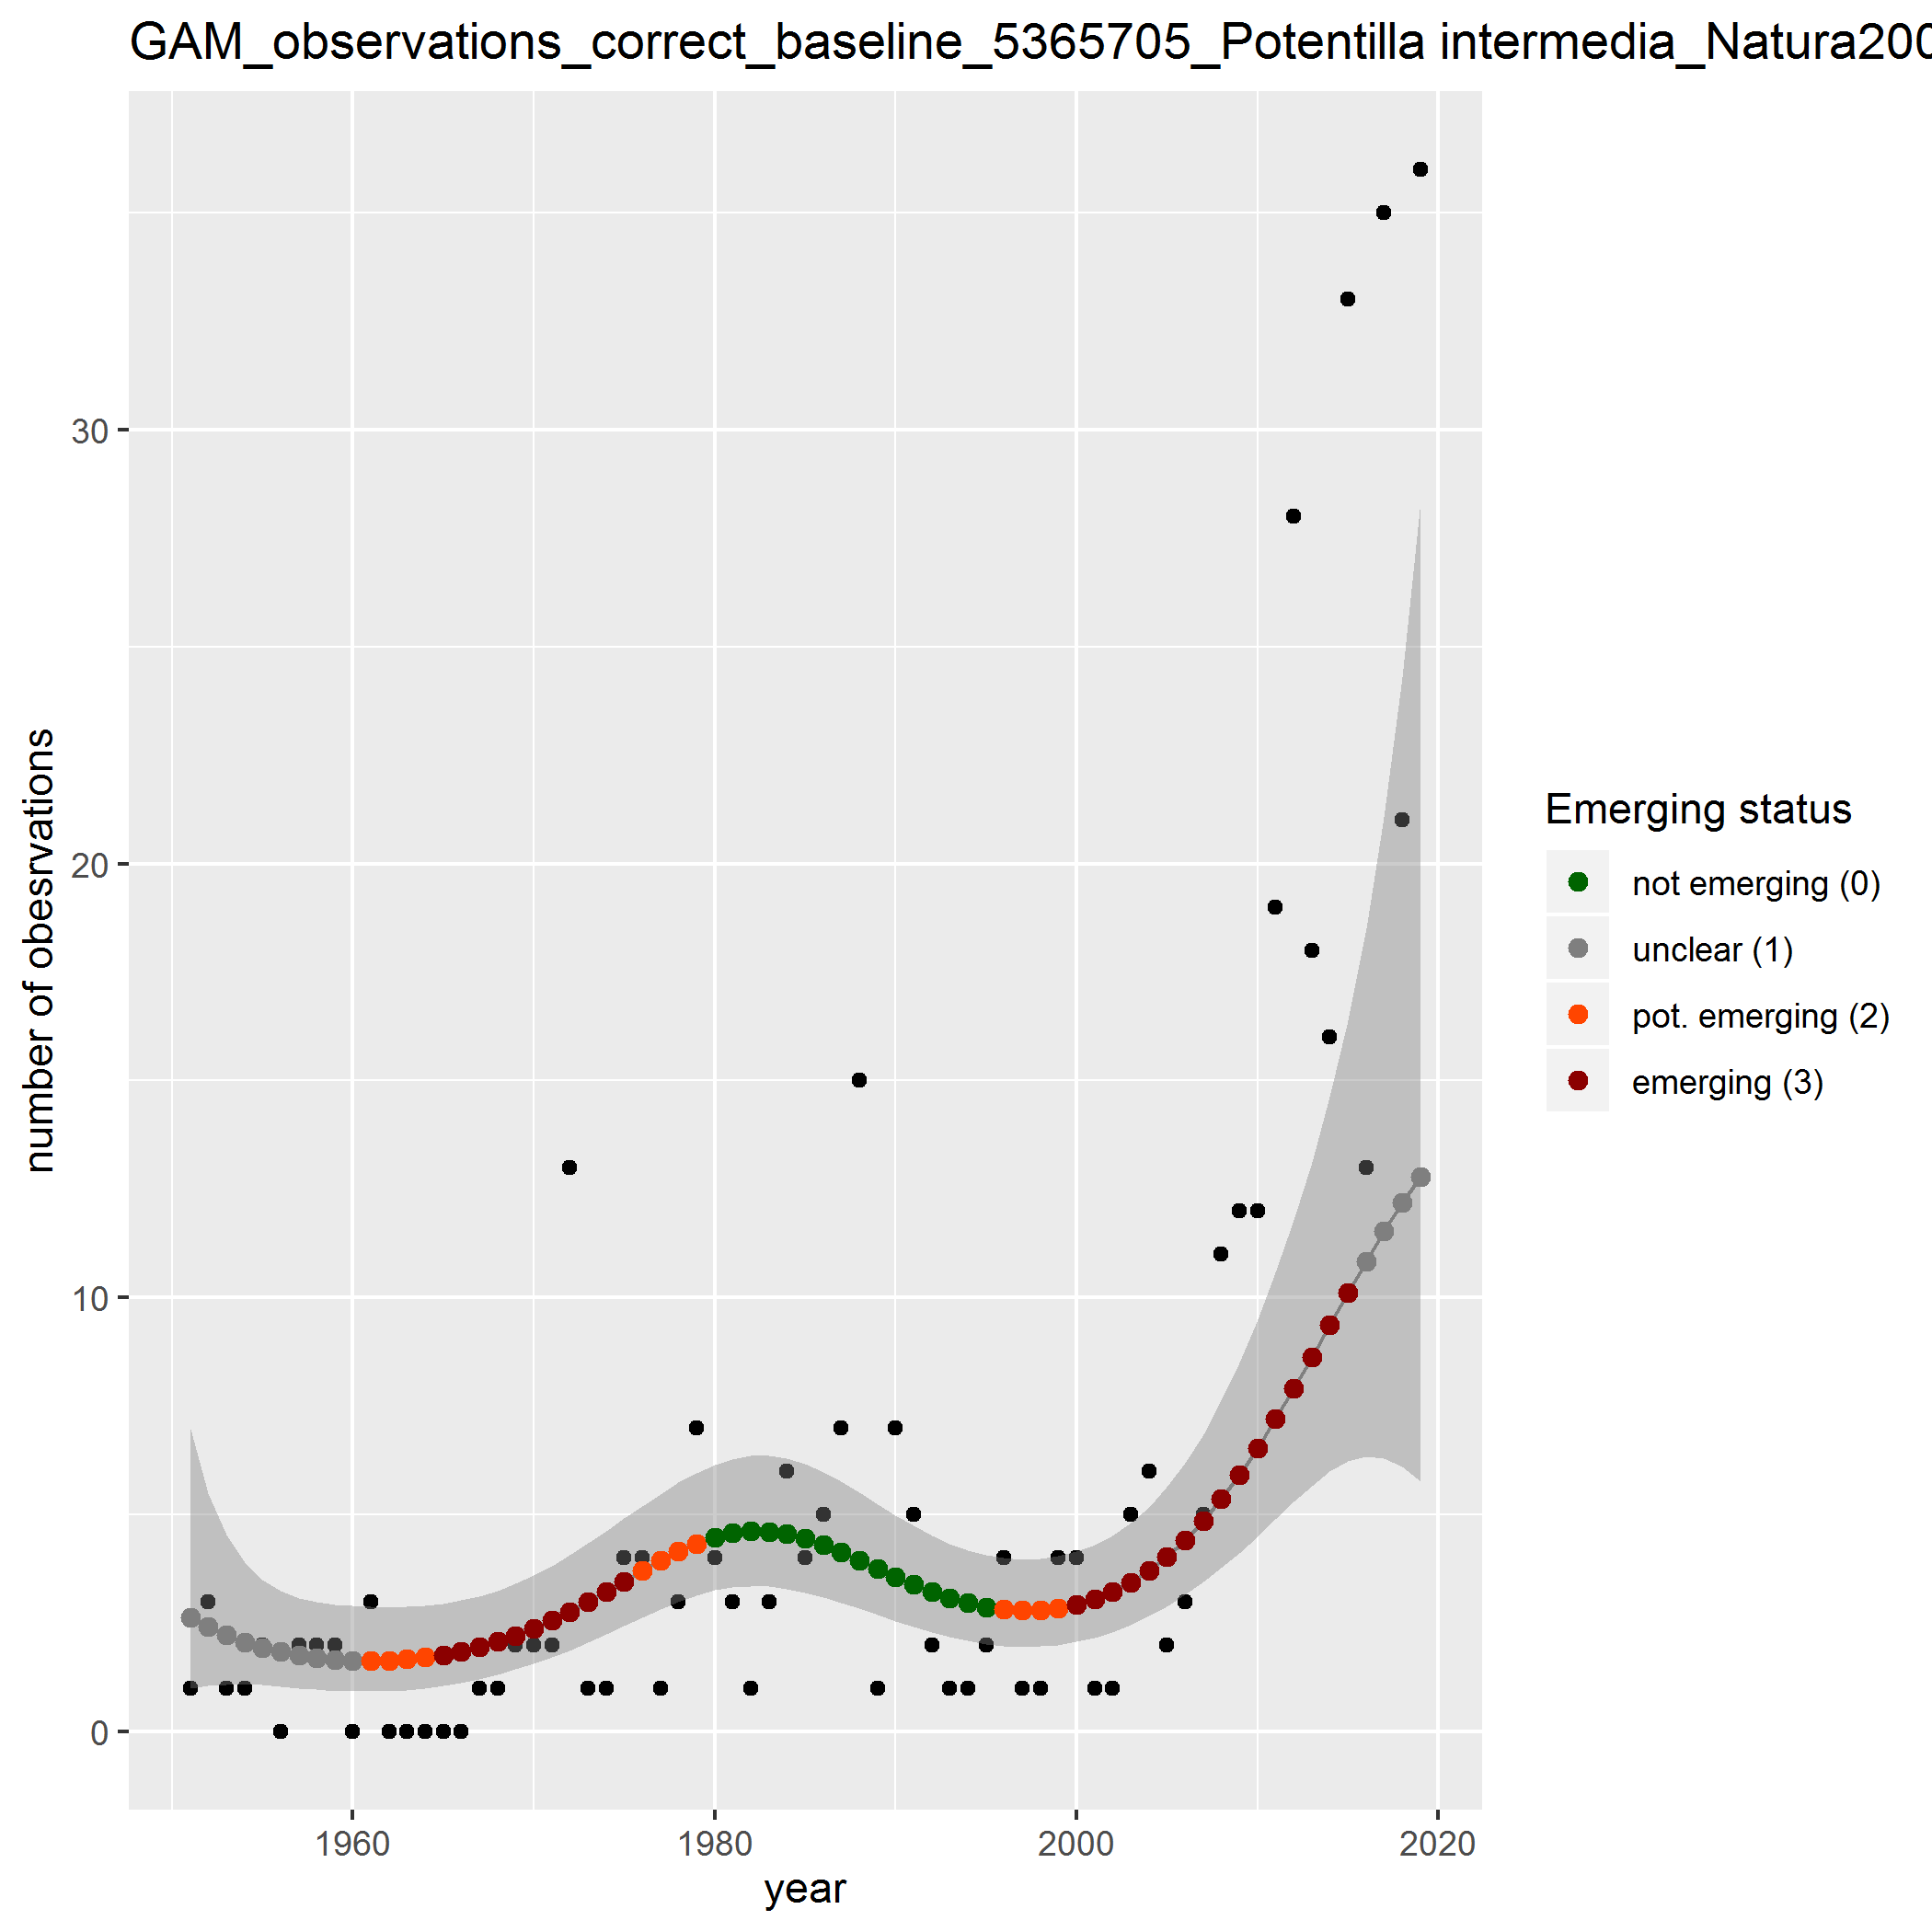 GAM_observations_correct_baseline_5365705_Potentilla intermedia_Natura200
number of obesrvations
30
20
10
0
1960
1980
2000
2020
year
Emerging status
not emerging (0)
unclear (1)
pot. emerging (2)
emerging (3)